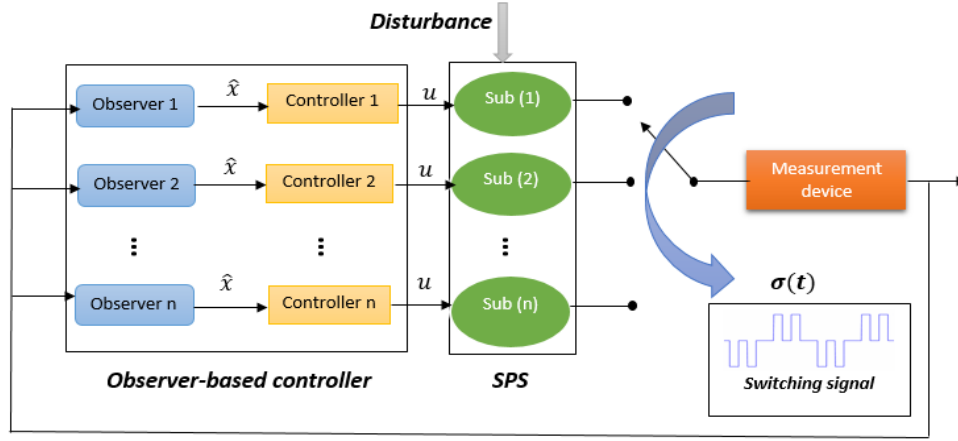 Disturbance
Observer 1
x̂
Controller 1
u
Sub (1)
Observer 2
x̂
Controller 2
u
Sub (2)
Measurement
device
⋮
⋮
⋮
Observer n
x̂
Controller n
u
Sub (n)
σ(t)
Switching signal
Observer-based controller
SPS